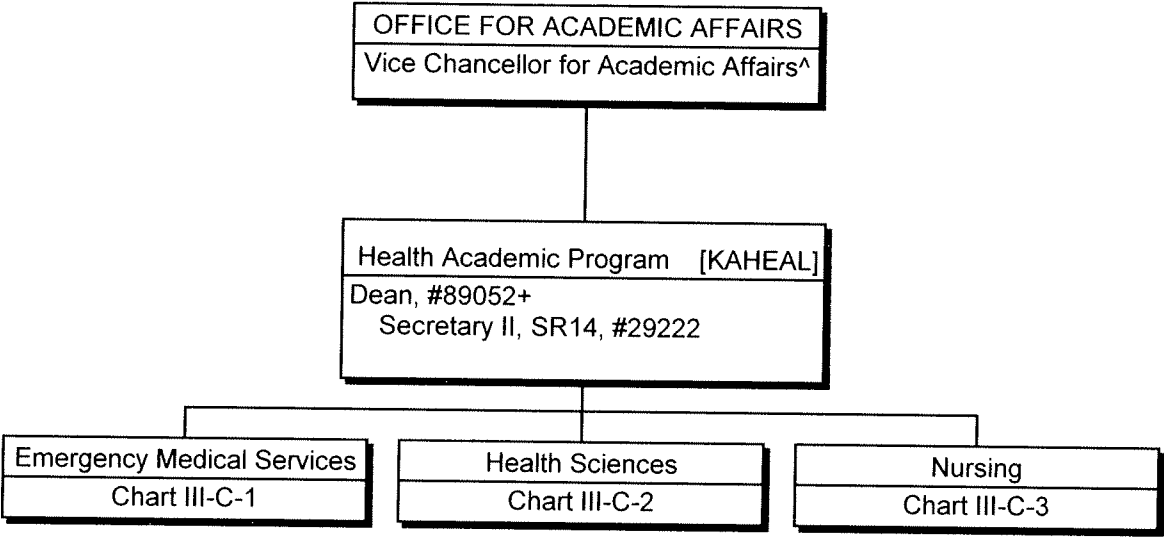 OFFICE FOR ACADEMIC AFFAIRS
Vice Chancellor for Academic Affairs^
Health Academic Program [KAHEAL]
Dean, #89052+
Secretary II, SR14, #29222
Emergency Medical Services
Chart III-C-1
Health Sciences
Chart III-C-2
Nursing
Chart III-C-3